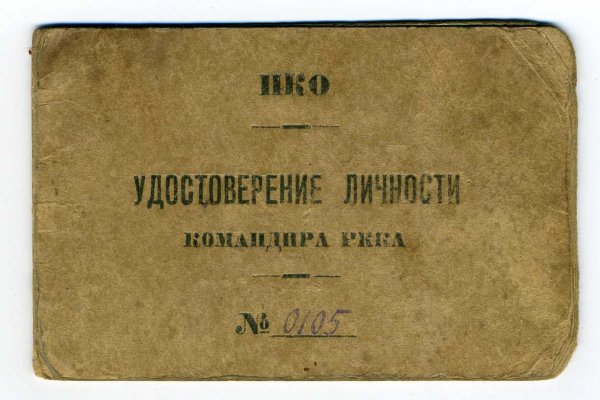 НКО
УДОСТОВЕРЕНИЕ ЛИЧНОСТИ
КОМАНДИРА РККА
№ 0105